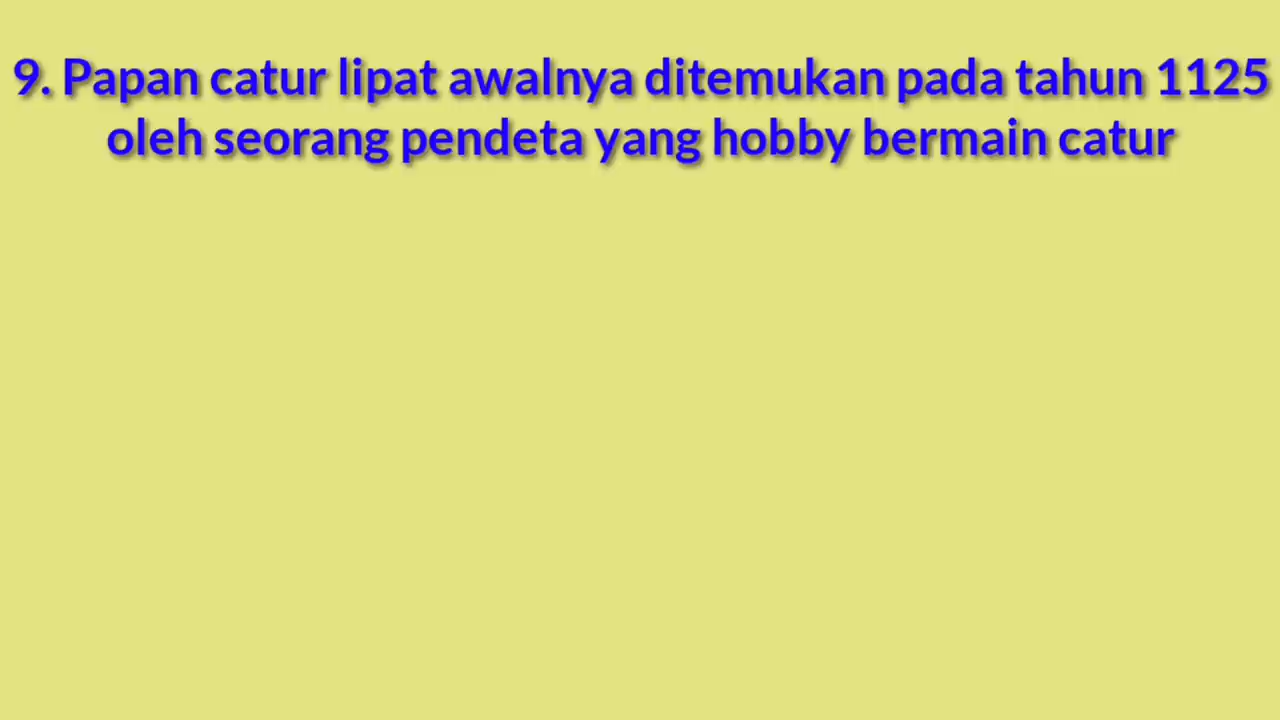 9. Papan catur lipat awalnya ditemukan pada tahun 1125
oleh seorang pendeta yang hobby bermain catur